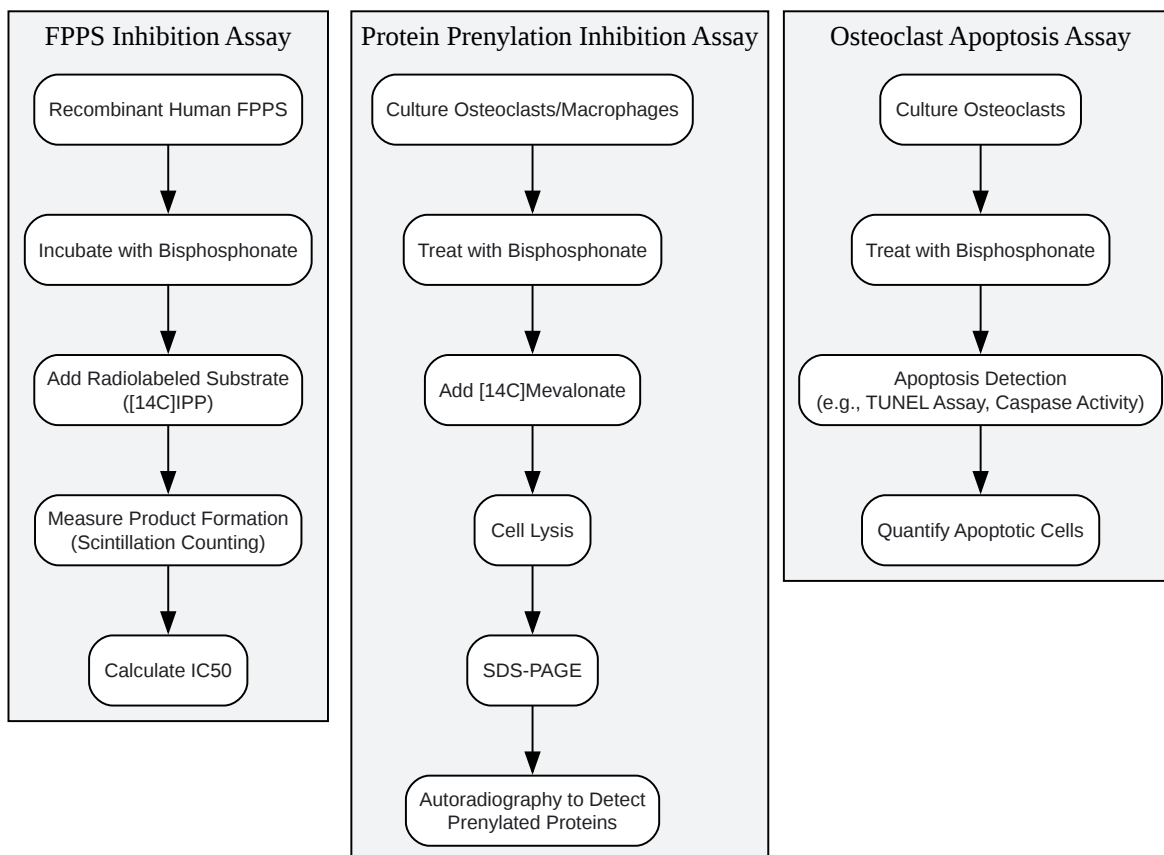 FPPS Inhibition Assay
Recombinant Human FPPS
Incubate with Bisphosphonate
Add Radiolabeled Substrate
([14C]IPP)
Measure Product Formation
(Scintillation Counting)
Calculate IC50
Protein Prenylation Inhibition Assay
Culture Osteoclasts/Macrophages
Treat with Bisphosphonate
Add [14C]Mevalonate
Cell Lysis
SDS-PAGE
Autoradiography to Detect
Prenylated Proteins
Osteoclast Apoptosis Assay
Culture Osteoclasts
Treat with Bisphosphonate
Apoptosis Detection
(e.g., TUNEL Assay, Caspase Activity)
Quantify Apoptotic Cells